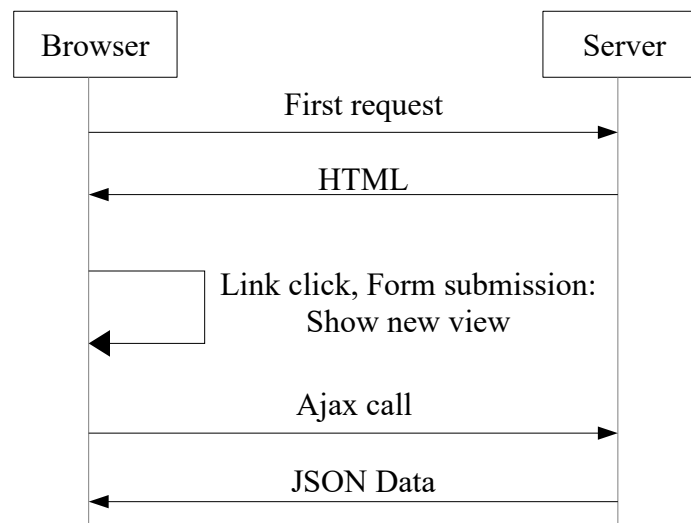 Browser
Server
First request
HTML
Link click, Form submission:
Show new view
Ajax call
JSON Data